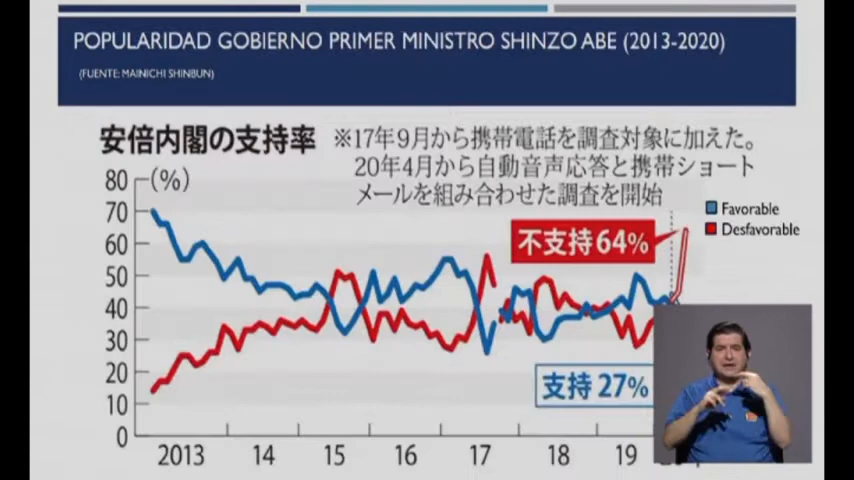 POPULARIDAD GOBIERNO PRIMER MINISTRO SHINZO ABE (2013-2020)
(FUENTE: MAINICHI SHINBUN)
安倍内閣の支持率
※17年9月から携帯電話を調査対象に加えた。
20年4月から自動音声応答と携帯ショート
メールを組み合わせた調査を開始
80 (%)
70
60
50
40
30
20
10
0
Favorable
Desfavorable
不支持64%
支持 27%
2013 14 15 16 17 18 19